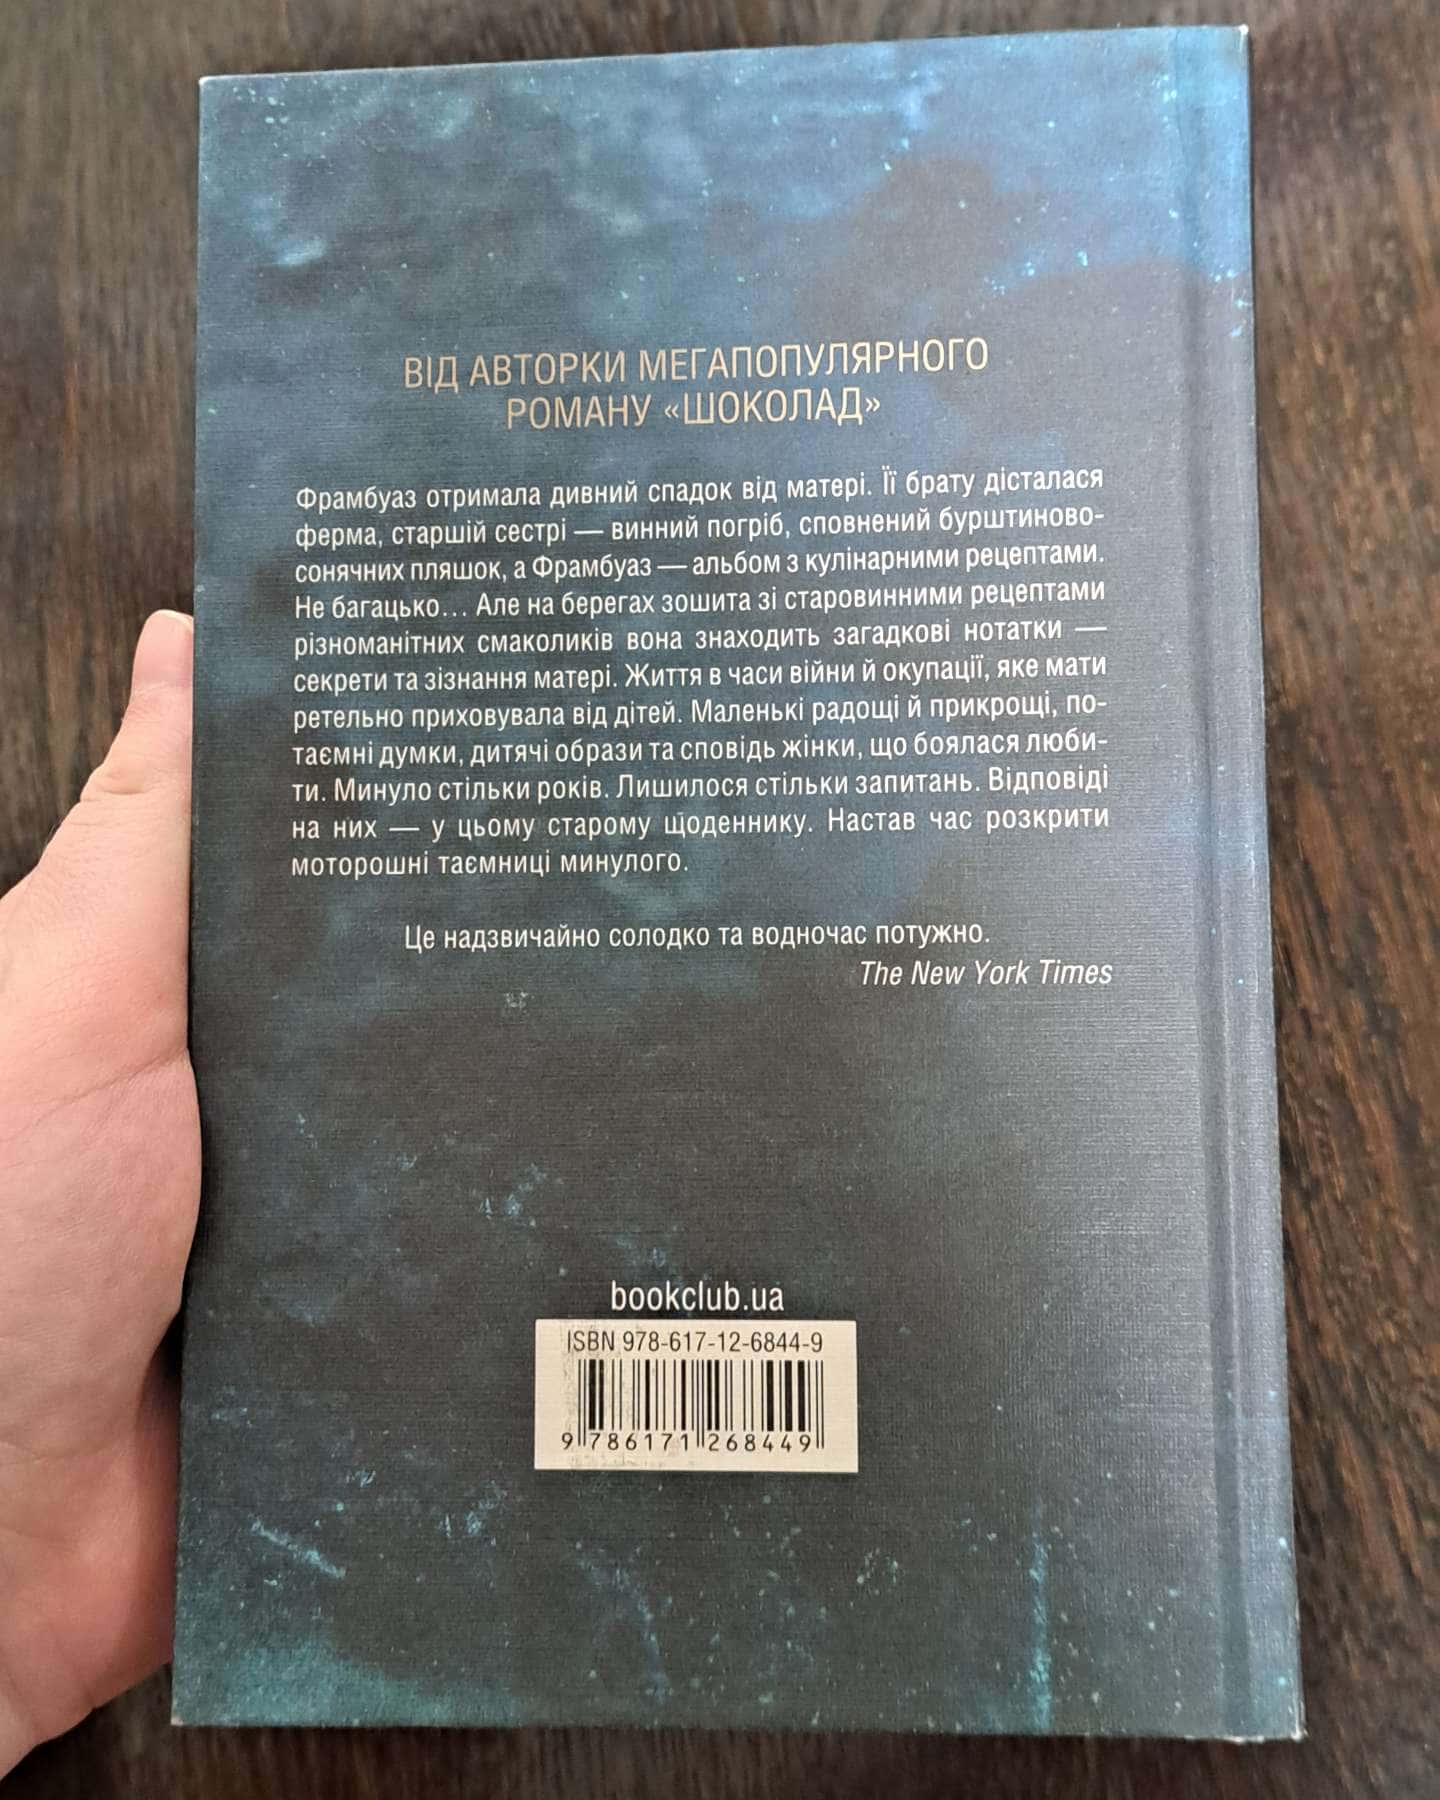 ВІД АВТОРКИ МЕГАПОПУЛЯРНОГО
РОМАНУ «ШОКОЛАД»
Фрамбуаз отримала дивний спадок від матері. Її брату дісталася
ферма, старшій сестрі — винний погріб, сповнений бурштиново-
сонячних пляшок, а Фрамбуаз — альбом з кулінарними рецептами.
Не багацько... Але на берегах зошита зі старовинними рецептами
різноманітних смаколиків вона знаходить загадкові нотатки —
секрети та зізнання матері. Життя в часи війни й окупації, яке мати
ретельно приховувала від дітей. Маленькі радощі й прикрощі, по-
таємні думки, дитячі образи та сповідь жінки, що боялася люби-
ти. Минуло стільки років. Лишилося стільки запитань. Відповіді
на них — у цьому старому щоденнику. Настав час розкрити
моторошні таємниці минулого.
Це надзвичайно солодко та водночас потужно.
The New York Times
bookclub.ua
ISBN 978-617-12-6844-9
9 786171 268449